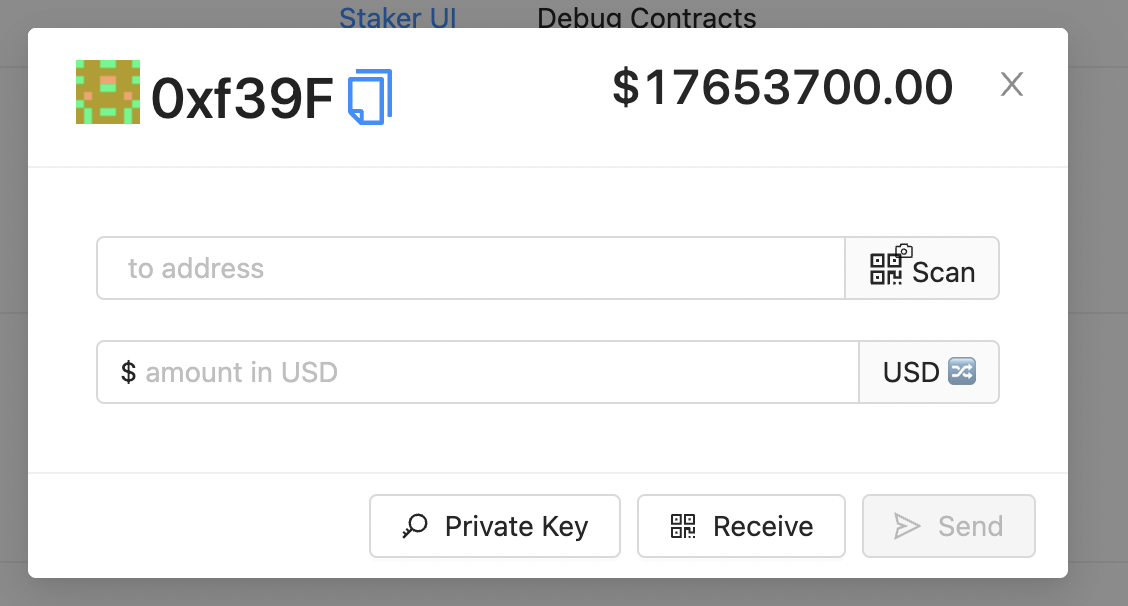 Staker UI Debug Contracts
0xf39F $17653700.00 X
to address Scan
$ amount in USD USD
Private Key Receive Send